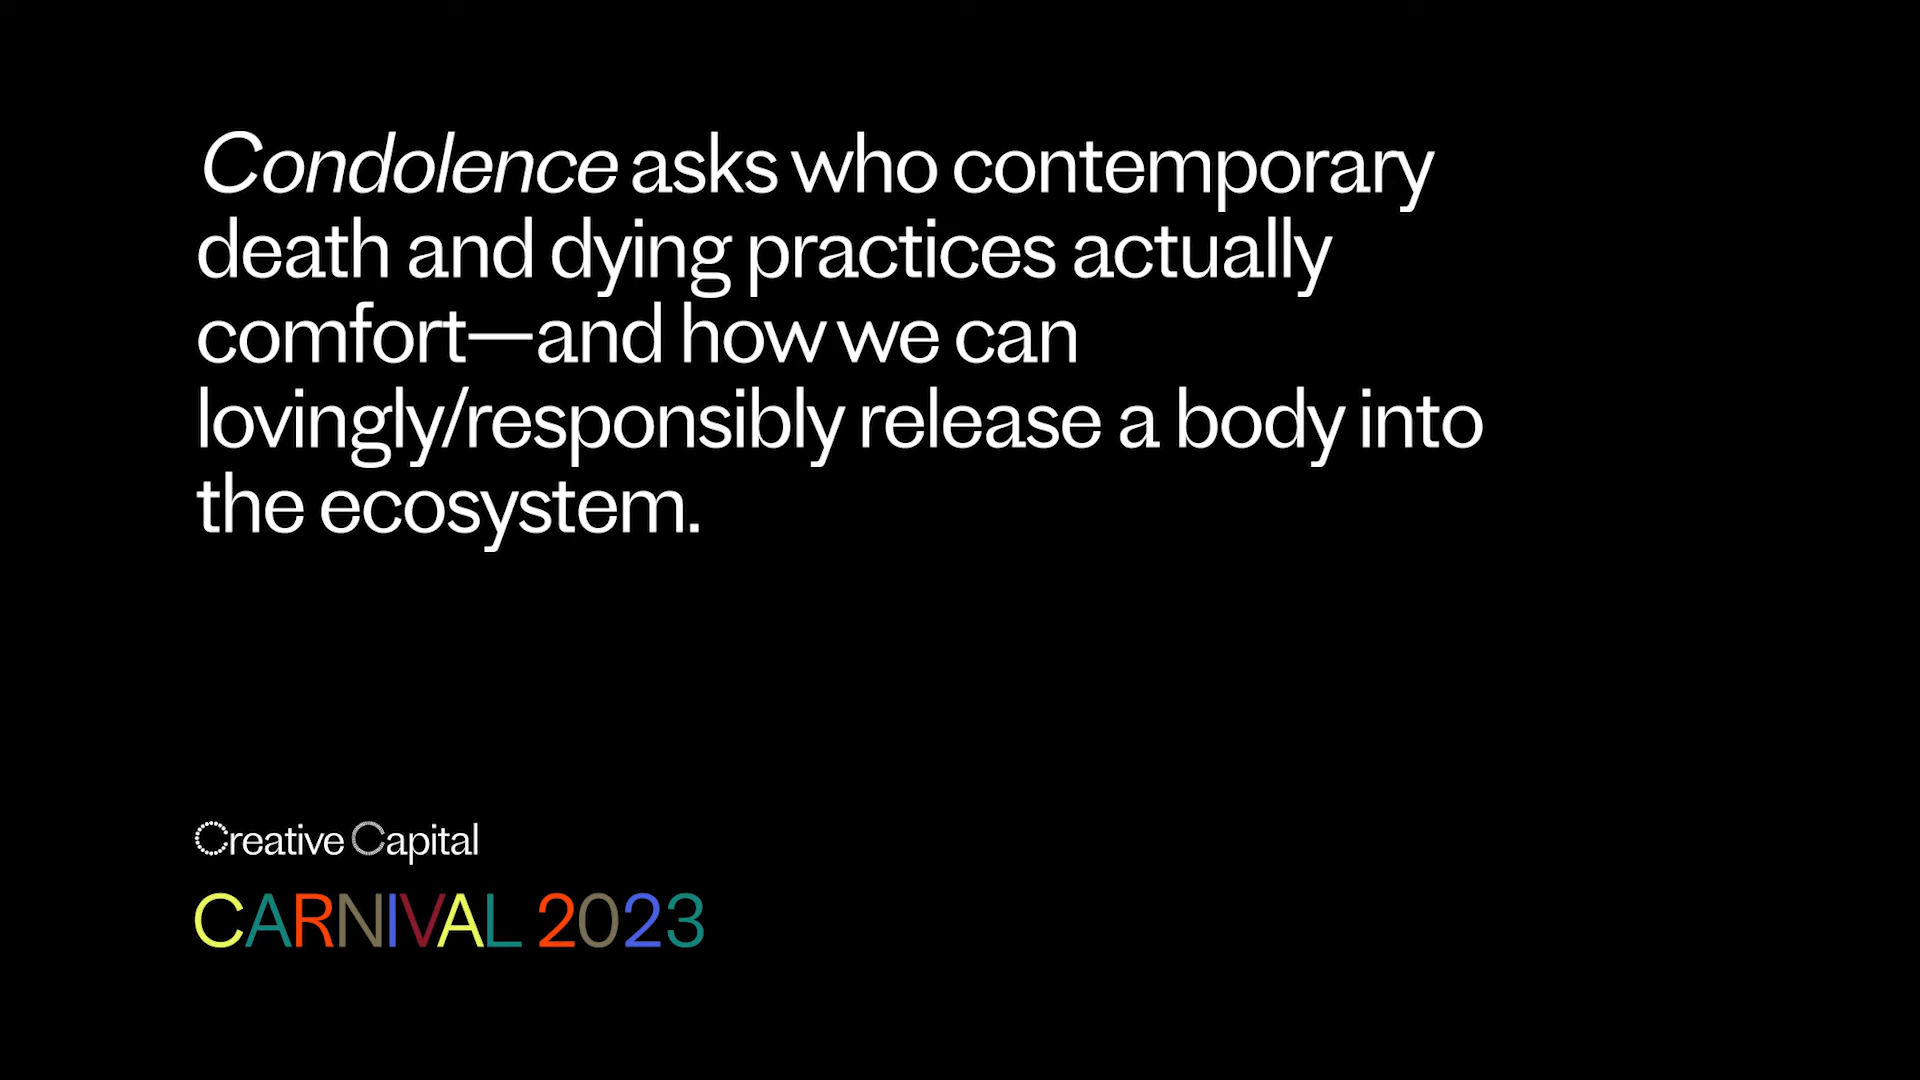 Condolence asks who contemporary
death and dying practices actually
comfort—and how we can
lovingly/responsibly release a body into
the ecosystem.
Creative Capital
CARNIVAL 2023